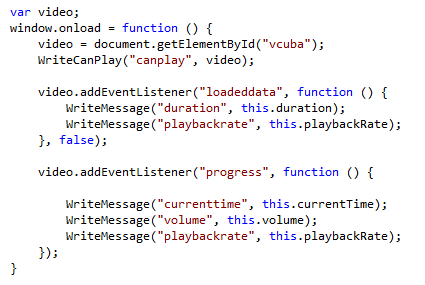 var video;
window.onload = function () {
    video = document.getElementById("vcuba");
    WriteCanPlay("canplay", video);

    video.addEventListener("loadeddata", function () {
        WriteMessage("duration", this.duration);
        WriteMessage("playbackrate", this.playbackRate);
    }, false);

    video.addEventListener("progress", function () {

        WriteMessage("currenttime", this.currentTime);
        WriteMessage("volume", this.volume);
        WriteMessage("playbackrate", this.playbackRate);
    });
}